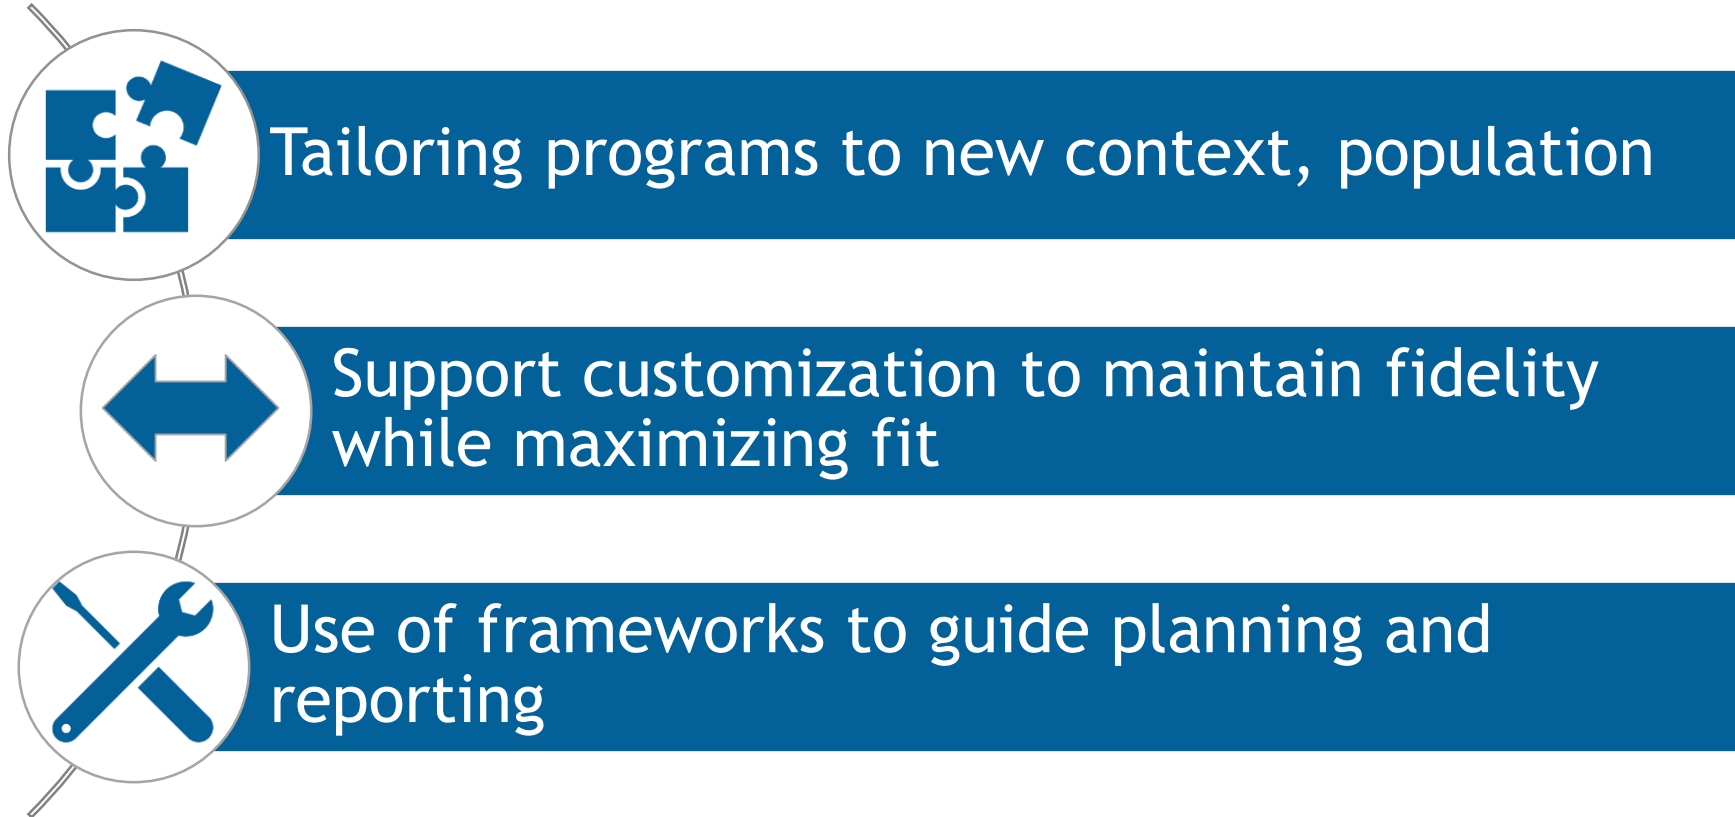 Tailoring programs to new context, population
Support customization to maintain fidelity
while maximizing fit
Use of frameworks to guide planning and
reporting